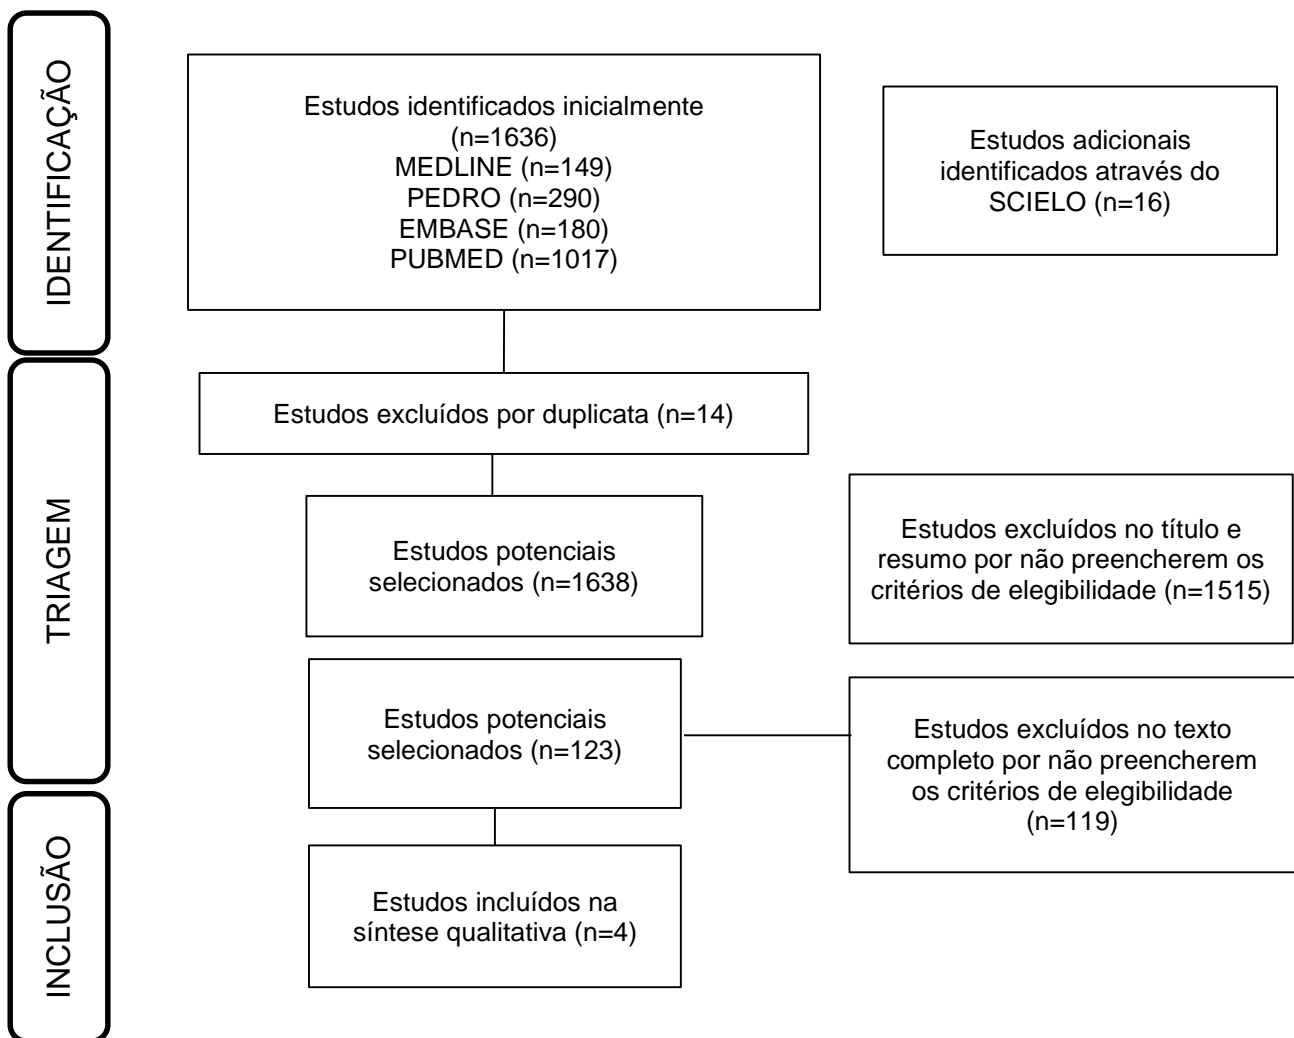 IDENTIFICAÇÃO
Estudos identificados inicialmente
(n=1636)
MEDLINE (n=149)
PEDRO (n=290)
EMBASE (n=180)
PUBMED (n=1017)
Estudos adicionais
identificados através do
SCIELO (n=16)
TRIAGEM
Estudos excluídos por duplicata (n=14)
Estudos potenciais
selecionados (n=1638)
Estudos excluídos no título e
resumo por não preencherem os
critérios de elegibilidade (n=1515)
Estudos potenciais
selecionados (n=123)
Estudos excluídos no texto
completo por não preencherem
os critérios de elegibilidade
(n=119)
INCLUSÃO
Estudos incluídos na
síntese qualitativa (n=4)